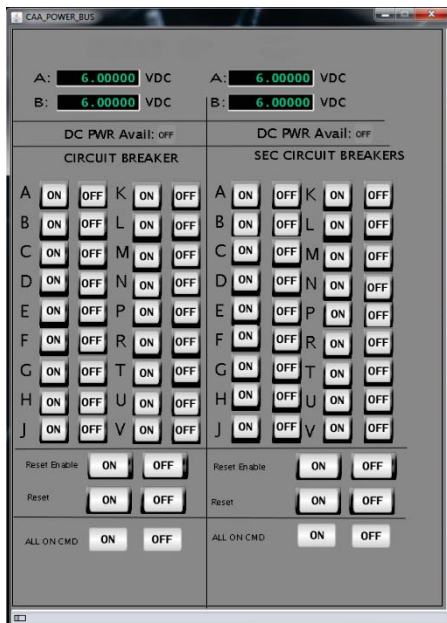 CAA_POWER_BUS
A: 6.00000 VDC A: 6.00000 VDC
B: 6.00000 VDC B: 6.00000 VDC
DC PWR Avail: OFF DC PWR Avail: OFF
CIRCUIT BREAKER SEC CIRCUIT BREAKERS
A ON OFF K ON OFF A ON OFF K ON OFF
B ON OFF L ON OFF B ON OFF L ON OFF
C ON OFF M ON OFF C ON OFF M ON OFF
D ON OFF N ON OFF D ON OFF N ON OFF
E ON OFF P ON OFF E ON OFF P ON OFF
F ON OFF R ON OFF F ON OFF R ON OFF
G ON OFF T ON OFF G ON OFF T ON OFF
H ON OFF U ON OFF H ON OFF U ON OFF
J ON OFF V ON OFF J ON OFF V ON OFF
Reset Enable ON OFF Reset Enable ON OFF
Reset ON OFF Reset ON OFF
ALL ON CMD ON OFF ALL ON CMD ON OFF